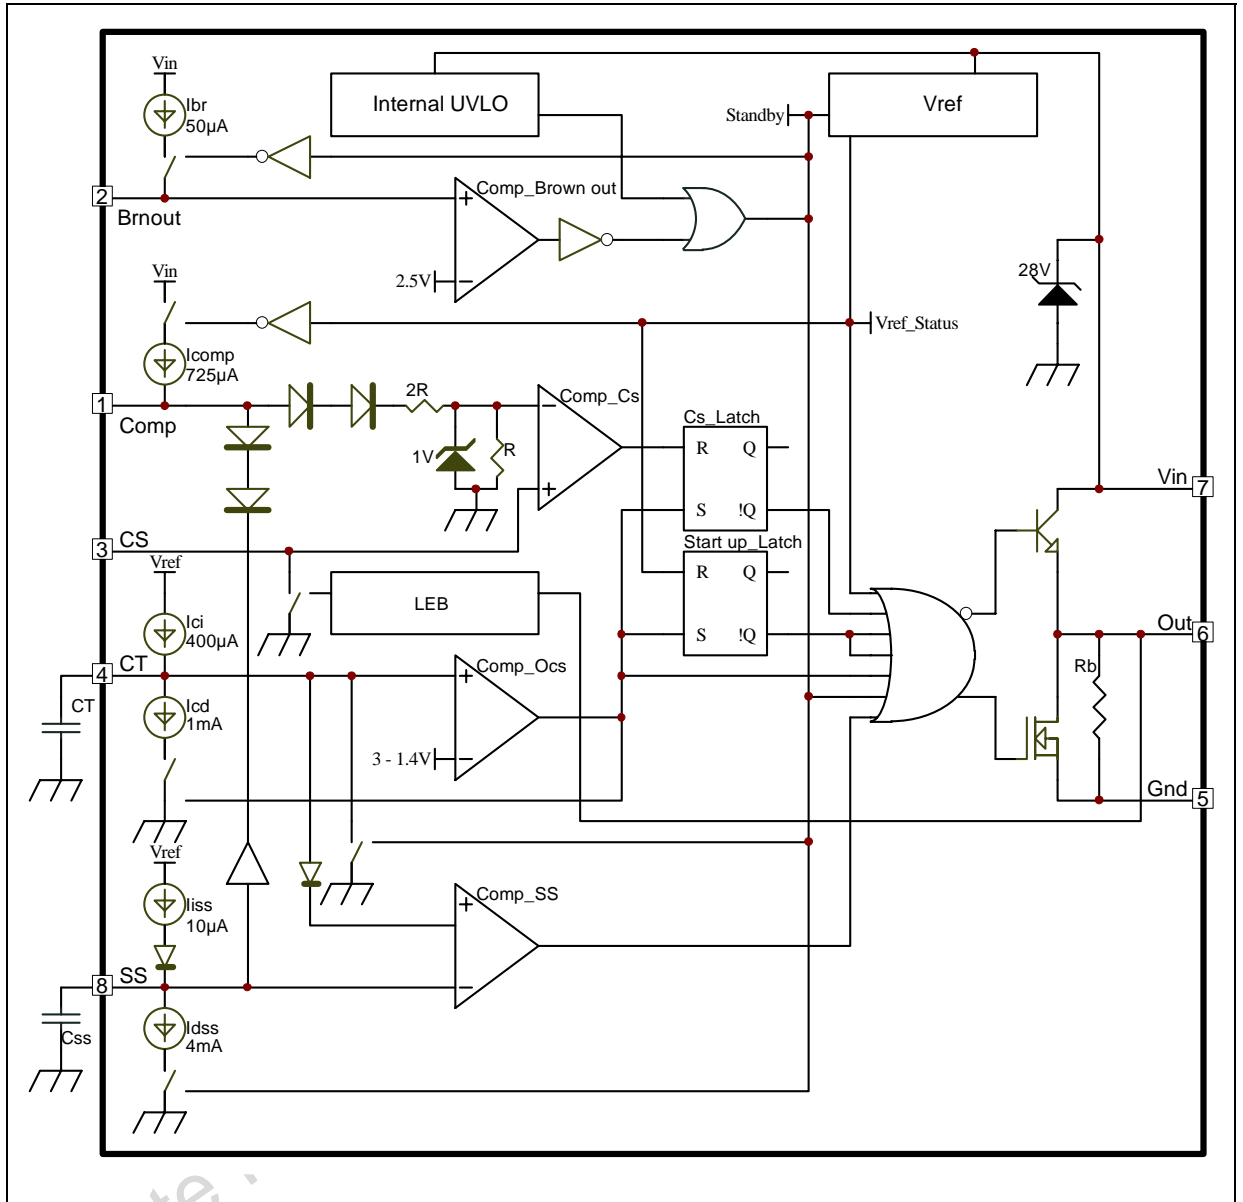 Vin
Ibr
50µA
Internal UVLO
Standby
Vref
2
Brnout
Comp_Brown out
+
2.5V
−
28V
Vin
Vref_Status
Icomp
725µA
1
Comp
2R
1V
R
−
+
Comp_Cs
Cs_Latch
R Q
S !Q
Vin
7
3
CS
Start up_Latch
R Q
S !Q
Vref
Ici
400µA
LEB
Out
6
4
CT
Comp_Ocs
+
Rb
CT
Icd
1mA
3 - 1.4V
−
Gnd
5
Vref
Iiss
10µA
Comp_SS
+
−
8
SS
Css
Idss
4mA
te